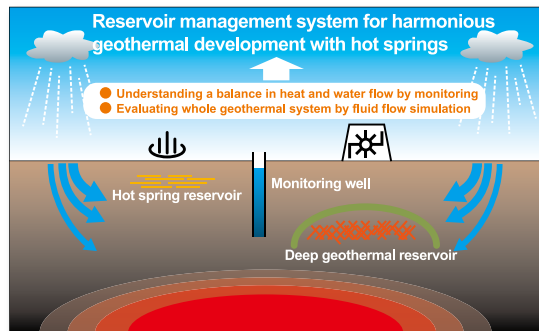 Reservoir management system for harmonious
geothermal development with hot springs
● Understanding a balance in heat and water flow by monitoring
● Evaluating whole geothermal system by fluid flow simulation
Hot spring reservoir
Monitoring well
Deep geothermal reservoir